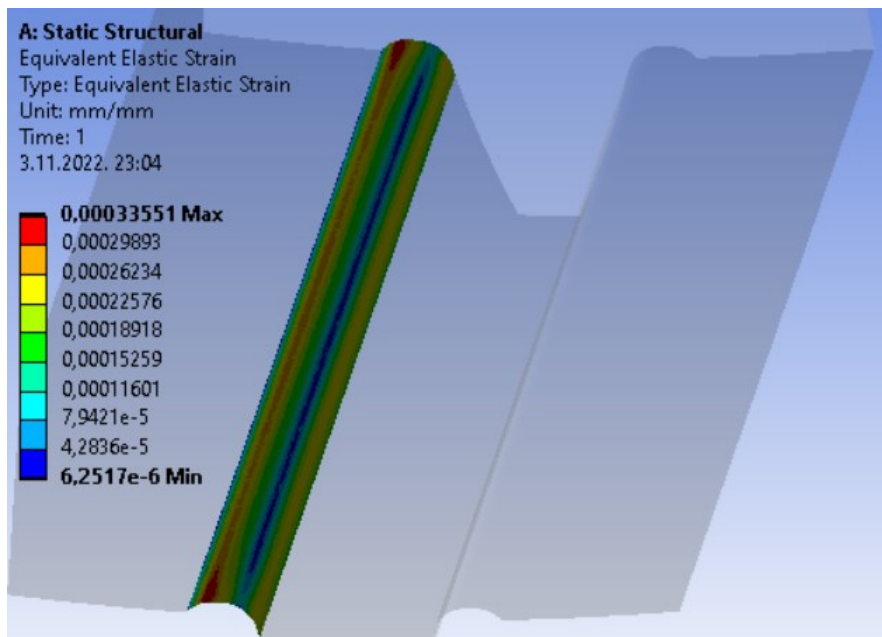 A: Static Structural
Equivalent Elastic Strain
Type: Equivalent Elastic Strain
Unit: mm/mm
Time: 1
3.11.2022. 23:04
0,00033551 Max
0,00029893
0,00026234
0,00022576
0,00018918
0,00015259
0,00011601
7,9421e-5
4,2836e-5
6,2517e-6 Min